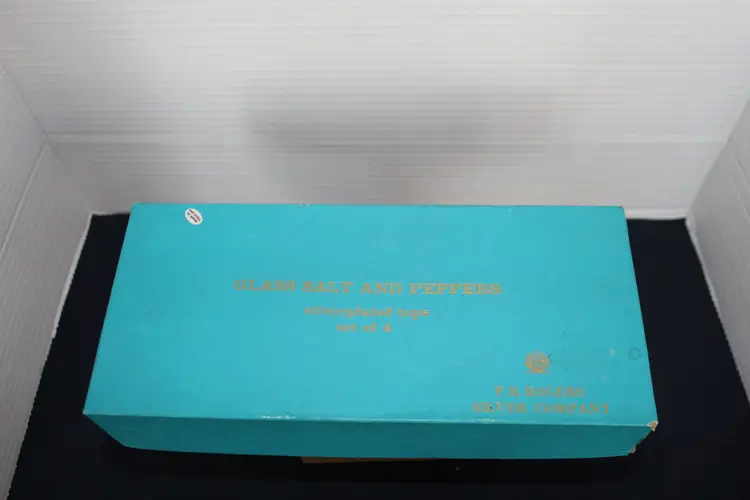 GLASS SALT AND PEPPERS
silverplated tops
set of 4
F B ROGERS
SILVER COMPANY